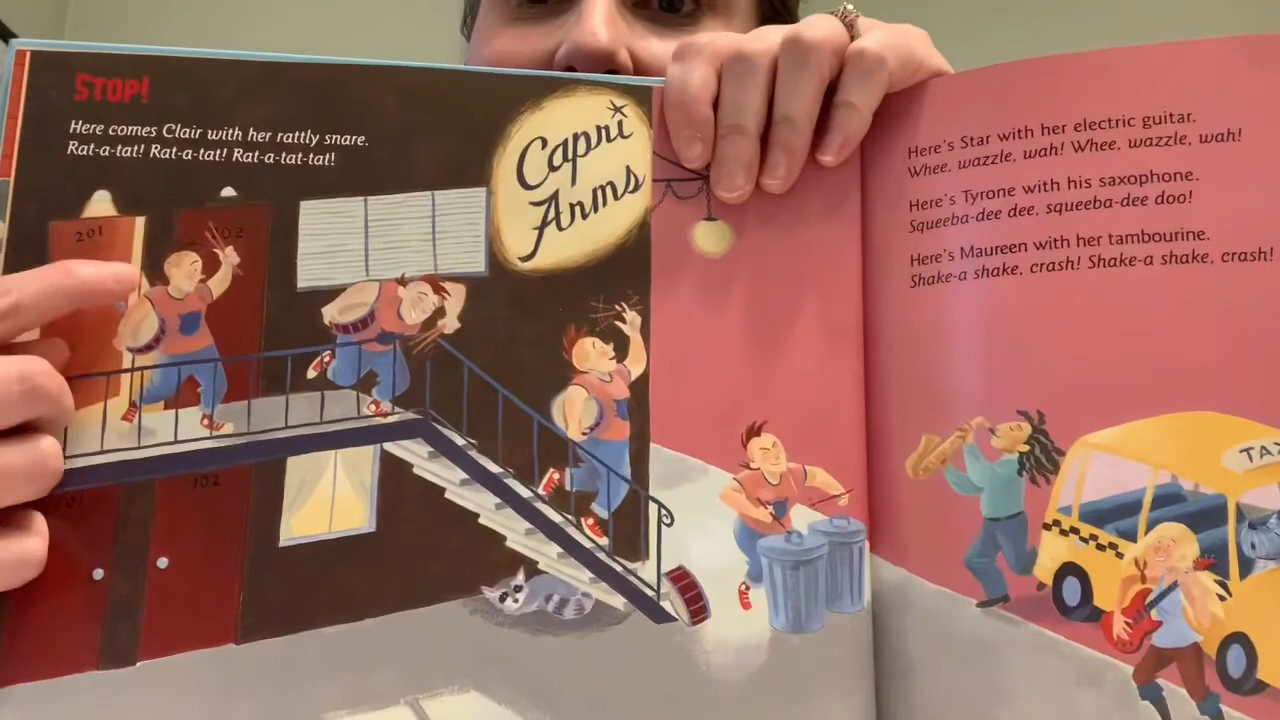 STOP!
Here comes Clair with her rattly snare.
Rat-a-tat! Rat-a-tat! Rat-a-tat-tat!
Capri
Arms
201
102
Here's Star with her electric guitar.
Whee, wazzle, wah! Whee, wazzle, wah!
Here's Tyrone with his saxophone.
Squeeba-dee dee, squeeba-dee doo!
Here's Maureen with her tambourine.
Shake-a shake, crash! Shake-a shake, crash!